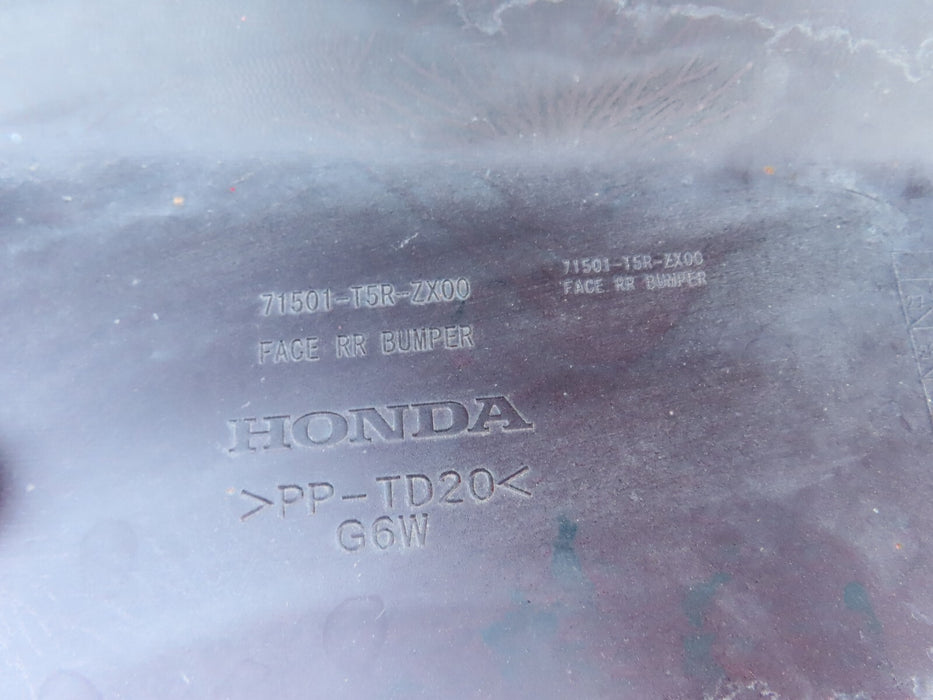 71501-T5R-ZX00
FACE RR BUMPER
71501-T5R-ZX00
FACE RR BUMPER
HONDA
>PP-TD20<
G6W